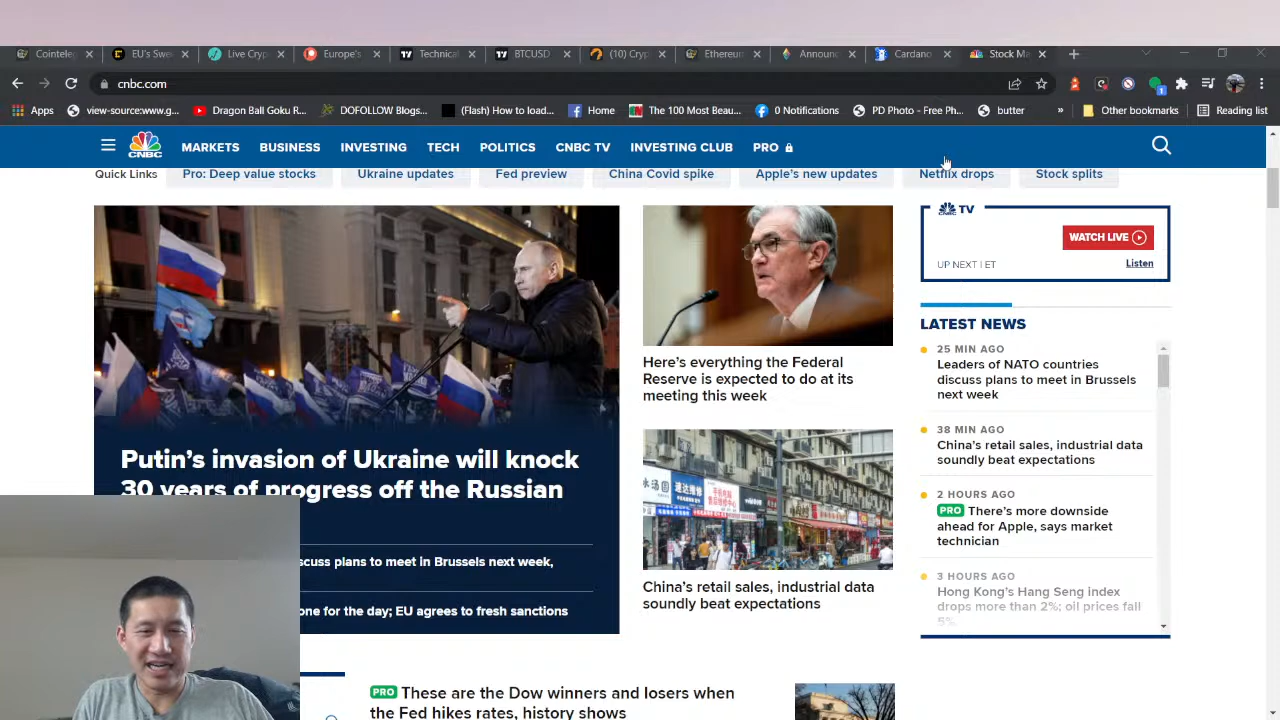 Cointele
EU's Swe
Live Cryp
Europe's
Technical
BTCUSD
(10) Cryp
Ethereum
Announc
Cardano
Stock Ma
cnbc.com
1
Apps
view-source:www.g...
Dragon Ball Goku R...
DOFOLLOW Blogs...
(Flash) How to load...
Home
The 100 Most Beau...
0 Notifications
PD Photo - Free Ph...
butter
»
Other bookmarks
Reading list
CNBC
MARKETS
BUSINESS
INVESTING
TECH
POLITICS
CNBC TV
INVESTING CLUB
PRO
Quick Links
Pro: Deep value stocks
Ukraine updates
Fed preview
China Covid spike
Apple's new updates
Netflix drops
Stock splits
Putin's invasion of Ukraine will knock
30 years of progress off the Russian
scuss plans to meet in Brussels next week,
one for the day; EU agrees to fresh sanctions
Here's everything the Federal
Reserve is expected to do at its
meeting this week
China's retail sales, industrial data
soundly beat expectations
CNBC TV
WATCH LIVE
UP NEXT | ET
Listen
LATEST NEWS
25 MIN AGO
Leaders of NATO countries
discuss plans to meet in Brussels
next week
38 MIN AGO
China's retail sales, industrial data
soundly beat expectations
2 HOURS AGO
PRO There's more downside
ahead for Apple, says market
technician
3 HOURS AGO
Hong Kong's Hang Seng index
drops more than 2%; oil prices fall
5%
PRO These are the Dow winners and losers when
the Fed hikes rates, history shows